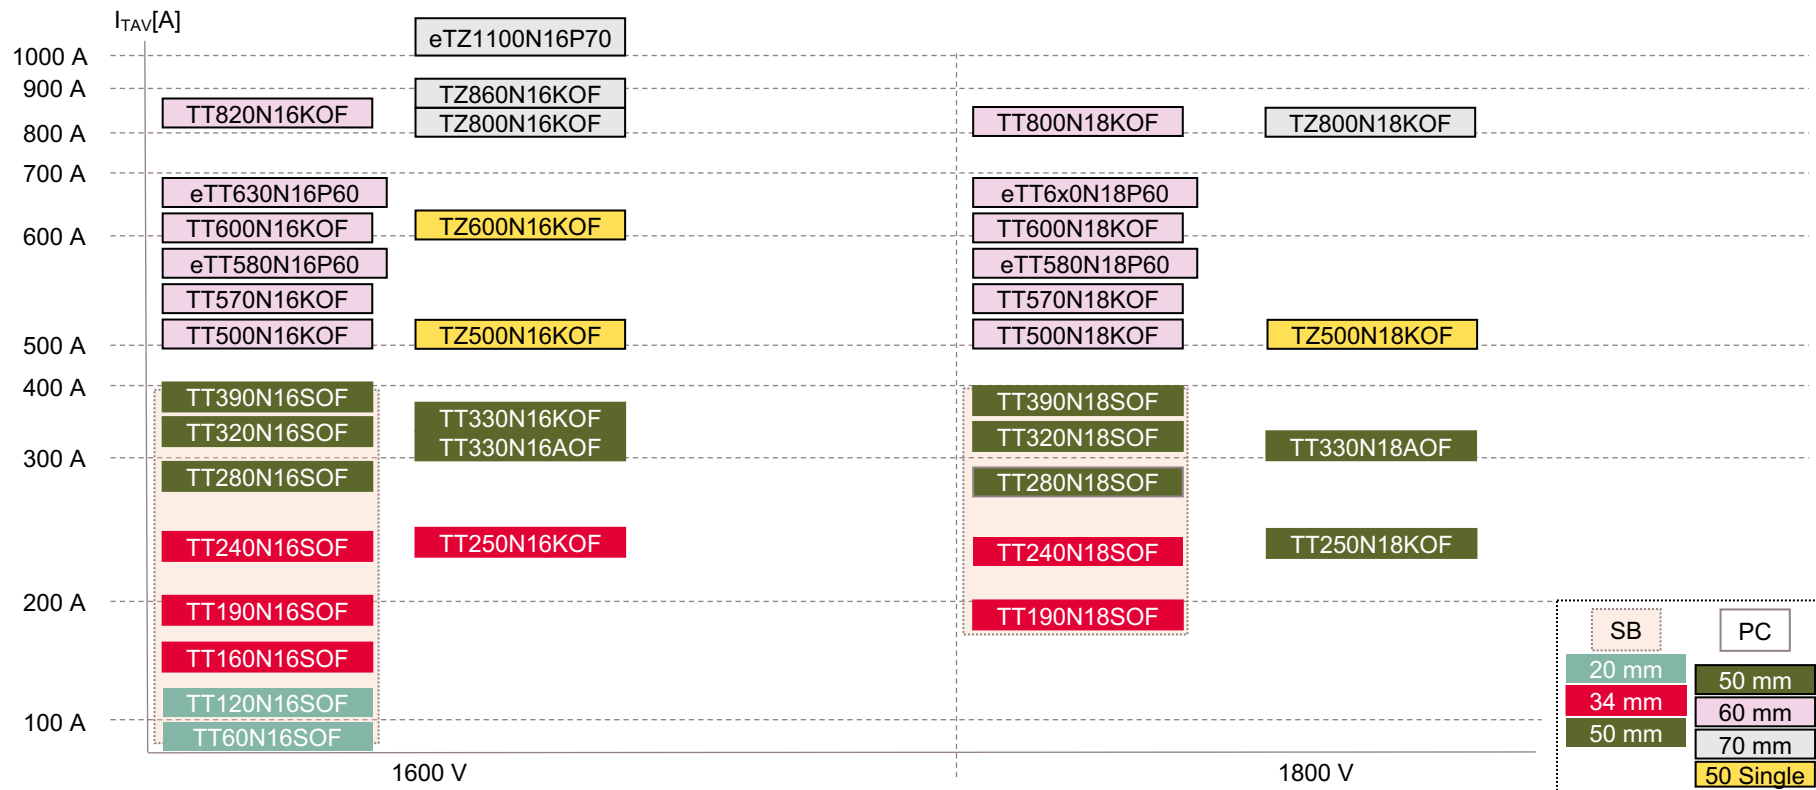 I_TAV[A]
1000 A
900 A
800 A
700 A
600 A
500 A
400 A
300 A
200 A
100 A
TT820N16KOF
eTT630N16P60
TT600N16KOF
eTT580N16P60
TT570N16KOF
TT500N16KOF
TT390N16SOF
TT320N16SOF
TT280N16SOF
TT240N16SOF
TT190N16SOF
TT160N16SOF
TT120N16SOF
TT60N16SOF
eTZ1100N16P70
TZ860N16KOF
TZ800N16KOF
TZ600N16KOF
TZ500N16KOF
TT330N16KOF
TT330N16AOF
TT250N16KOF
1600 V
TT800N18KOF
eTT6x0N18P60
TT600N18KOF
eTT580N18P60
TT570N18KOF
TT500N18KOF
TT390N18SOF
TT320N18SOF
TT280N18SOF
TT240N18SOF
TT190N18SOF
TZ800N18KOF
TZ500N18KOF
TT330N18AOF
TT250N18KOF
1800 V
SB
20 mm
34 mm
50 mm
PC
50 mm
60 mm
70 mm
50 Single